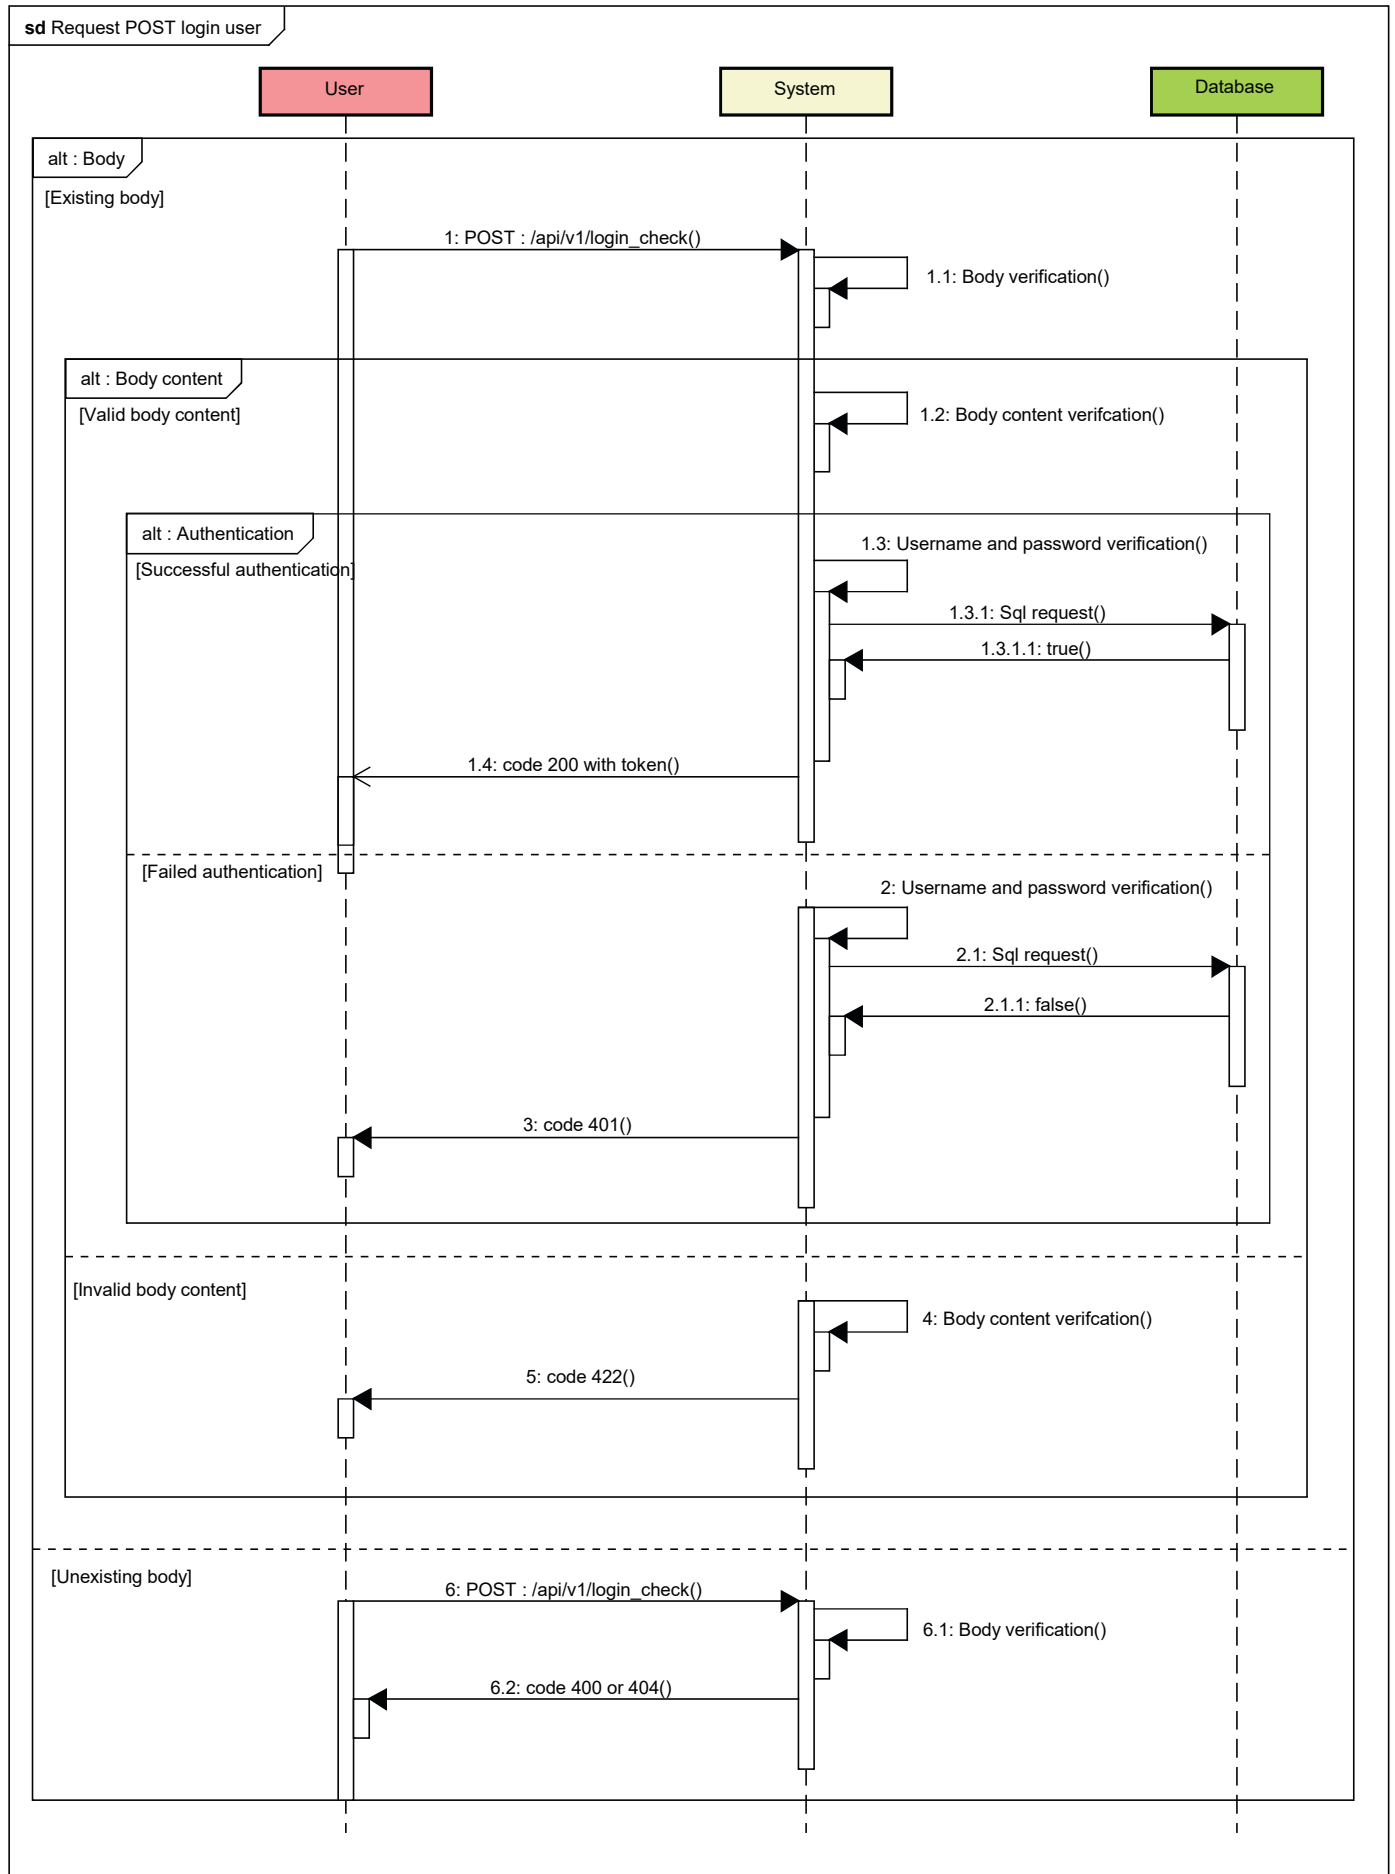 sd Request POST login user
User
System
Database
alt : Body
[Existing body]
1: POST : /api/v1/login_check()
1.1: Body verification()
alt : Body content
[Valid body content]
1.2: Body content verifcation()
alt : Authentication
1.3: Username and password verification()
[Successful authentication]
1.3.1: Sql request()
1.3.1.1: true()
1.4: code 200 with token()
[Failed authentication]
2: Username and password verification()
2.1: Sql request()
2.1.1: false()
3: code 401()
[Invalid body content]
4: Body content verifcation()
5: code 422()
[Unexisting body]
6: POST : /api/v1/login_check()
6.1: Body verification()
6.2: code 400 or 404()